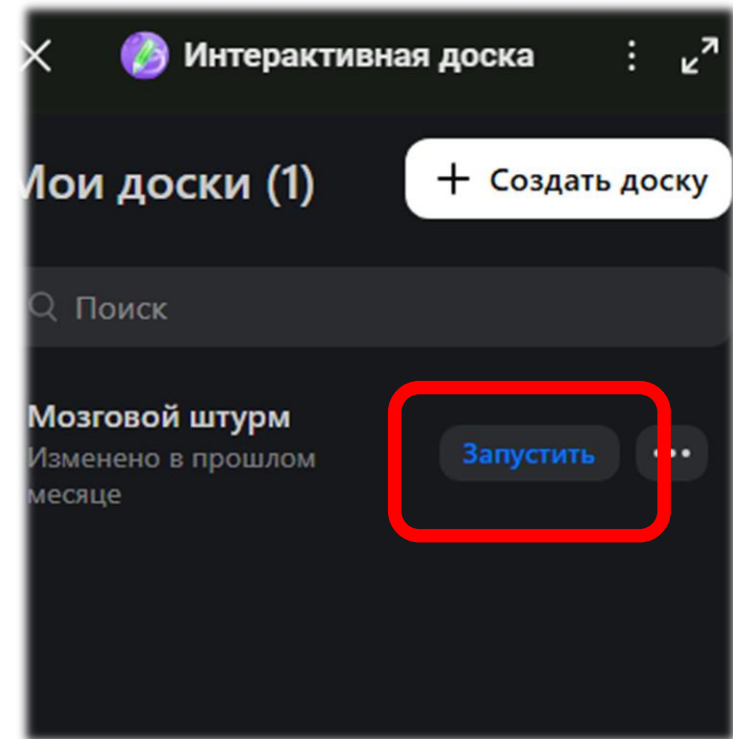 Интерактивная доска
Мои доски (1)
+ Создать доску
Поиск
Мозговой штурм
Изменено в прошлом
месяце
Запустить